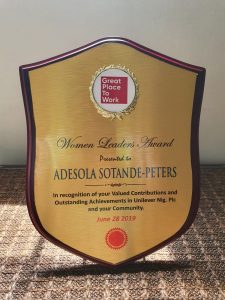 Great
Place
To
Work
Women Leaders Award
Presented to
ADESOLA SOTANDE-PETERS
In recognition of your Valued Contributions and
Outstanding Achievements in Unilever Nig. Plc
and your Community.
June 28 2019